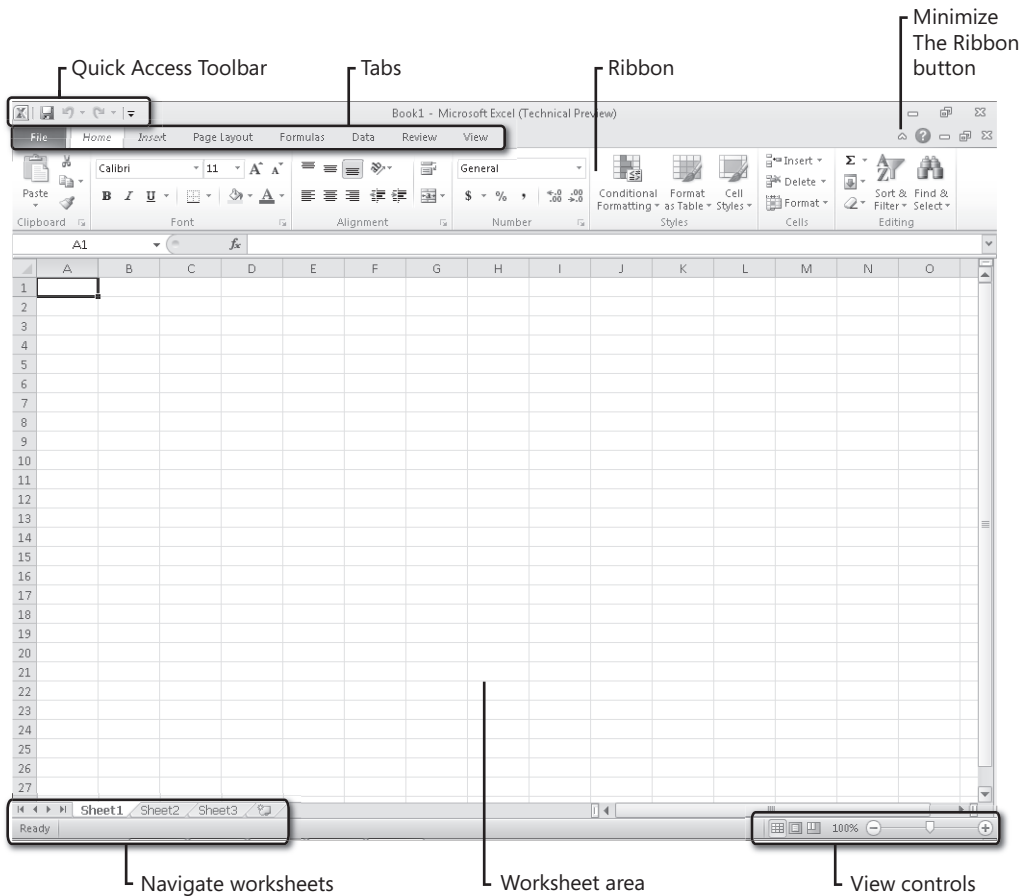 Minimize
The Ribbon
button
Quick Access Toolbar
Tabs
Ribbon
Book1 - Microsoft Excel (Technical Preview)
File Home Insert Page Layout Formulas Data Review View
Calibri 11 General
Insert
Delete
Format
Paste
B I U $ % , .00 .00
Conditional Formatting
Format as Table
Cell Styles
Σ
Sort & Filter
Find & Select
Clipboard Font Alignment Number Styles Cells Editing
A1 fx
A B C D E F G H I J K L M N O
1
2
3
4
5
6
7
8
9
10
11
12
13
14
15
16
17
18
19
20
21
22
23
24
25
26
27
Sheet1 Sheet2 Sheet3
Ready 100%
Navigate worksheets
Worksheet area
View controls